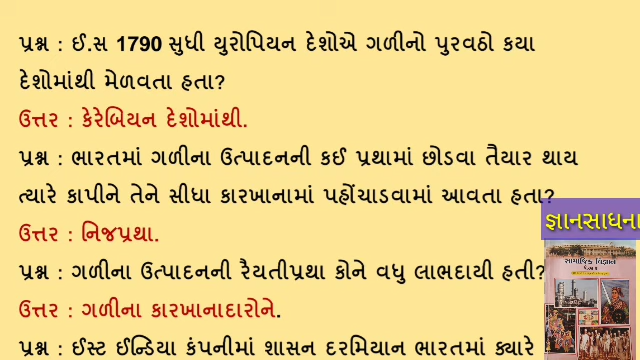 પ્રશ્ન : ઈ.સ 1790 સુધી યુરોપિયન દેશોએ ગળીનો પુરવઠો કયા
દેશોમાંથી મેળવતા હતા?
ઉત્તર : કેરેબિયન દેશોમાંથી.
પ્રશ્ન : ભારતમાં ગળીના ઉત્પાદનની કઈ પ્રથામાં છોડવા તૈયાર થાય
ત્યારે કાપીને તેને સીધા કારખાનામાં પહોંચાડવામાં આવતા હતા?
ઉત્તર : નિજપ્રથા.
પ્રશ્ન : ગળીના ઉત્પાદનની રૈયતીપ્રથા કોને વધુ લાભદાયી હતી?
ઉત્તર : ગળીના કારખાનાદારોને.
પ્રશ્ન : ઈસ્ટ ઈન્ડિયા કંપનીમાં શાસન દરમિયાન ભારતમાં ક્યારે
જ્ઞાનસાધના
સામાજિક વિજ્ઞાન